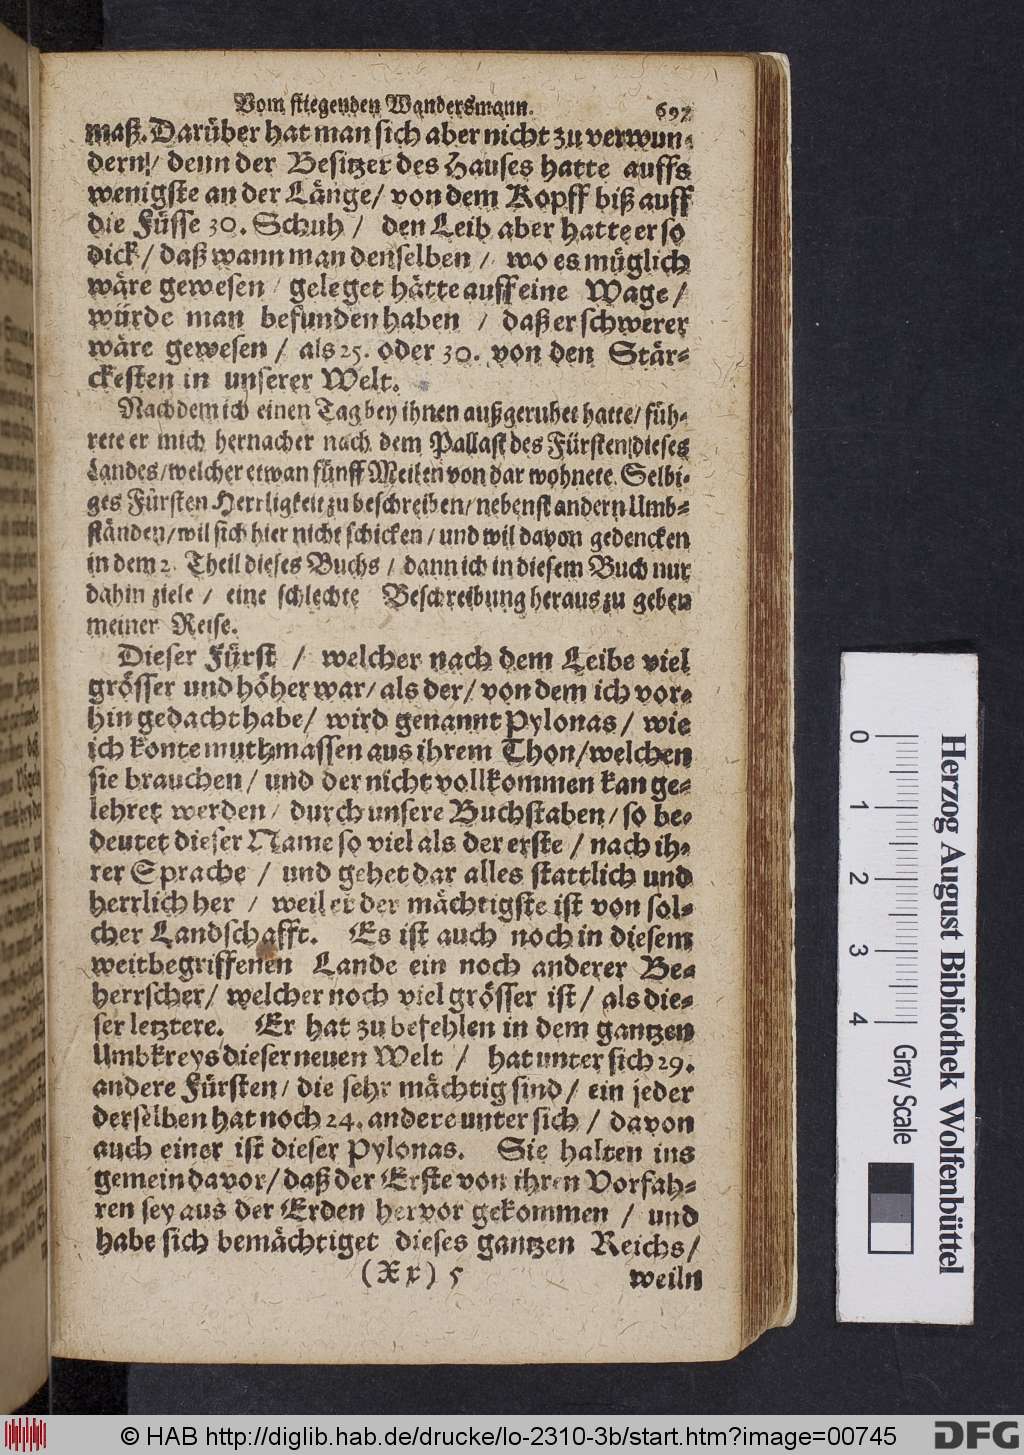 Vom fliegenden Wandersmann. 697
maß. Darüber hat man sich aber nicht zu verwun-
dern!/ denn der Besitzer des Hauses hatte auffs
wenigste an der Länge/ von dem Kopff biß auff
die Füsse 30. Schuh / den Leib aber hatte er so
dick / daß wann man denselben / wo es müglich
wäre gewesen / geleget hätte auff eine Wage /
würde man befunden haben / daß er schwerer
wäre gewesen / als 25. oder 30. von den Stär-
ckesten in unserer Welt.
Nachdem ich einen Tag bey ihnen außgeruhet hatte/ füh-
rete er mich hernacher nach dem Pallast des Fürsten dieses
Landes/ welcher etwan fünff Meilen von dar wohnete. Selbi-
ges Fürsten Herrligkeit zu beschreiben/ nebenst andern Umb-
ständen/ wil sich hier nicht schicken / und wil davon gedencken
in dem 2. Theil dieses Buchs / dann ich in diesem Buch nur
dahin ziele / eine schlechte Beschreibung heraus zu geben
meiner Reise.
Dieser Fürst / welcher nach dem Leibe viel
grösser und höher war/ als der/ von dem ich vor-
hin gedacht habe/ wird genannt Pylonas / wie
ich konte muthmassen aus ihrem Thon/ welchen
sie brauchen / und der nicht vollkommen kan ge-
lehret werden / durch unsere Buchstaben / so be-
deutet dieser Name so viel als der erste / nach ih-
rer Sprache / und gehet dar alles stattlich und
herrlich her / weil er der mächtigste ist von sol-
cher Landschafft. Es ist auch noch in diesem
weitbegriffenen Lande ein noch anderer Be-
herrscher/ welcher noch viel grösser ist / als die-
ser letztere. Er hat zu befehlen in dem gantzen
Umbkreys dieser neuen Welt / hat unter sich 29.
andere Fürsten / die sehr mächtig sind / ein jeder
derselben hat noch 24. andere unter sich / davon
auch einer ist dieser Pylonas. Sie halten ins
gemein davor/ daß der Erste von ihren Vorfah-
ren sey aus der Erden hervor gekommen / und
habe sich bemächtiget dieses gantzen Reichs /
(Xx) 5 weiln
0
1
2
3
4
Herzog August Bibliothek Wolfenbüttel
Gray Scale
© HAB http://diglib.hab.de/drucke/lo-2310-3b/start.htm?image=00745
DFG